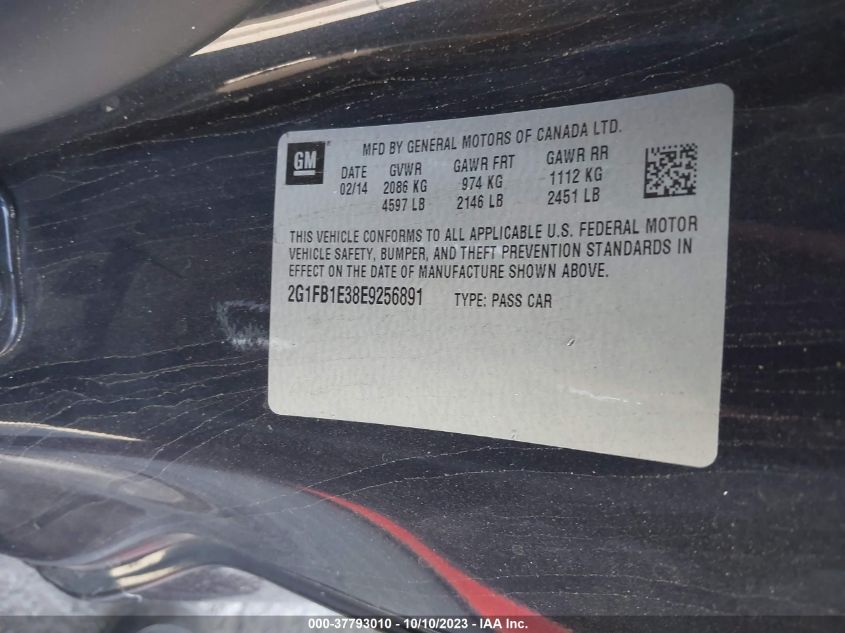 MFD BY GENERAL MOTORS OF CANADA LTD.
GM
DATE GVWR GAWR FRT GAWR RR
02/14 2086 KG 974 KG 1112 KG
4597 LB 2146 LB 2451 LB
THIS VEHICLE CONFORMS TO ALL APPLICABLE U.S. FEDERAL MOTOR
VEHICLE SAFETY, BUMPER, AND THEFT PREVENTION STANDARDS IN
EFFECT ON THE DATE OF MANUFACTURE SHOWN ABOVE.
2G1FB1E38E9256891 TYPE: PASS CAR
000-37793010 - 10/10/2023 - IAA Inc.